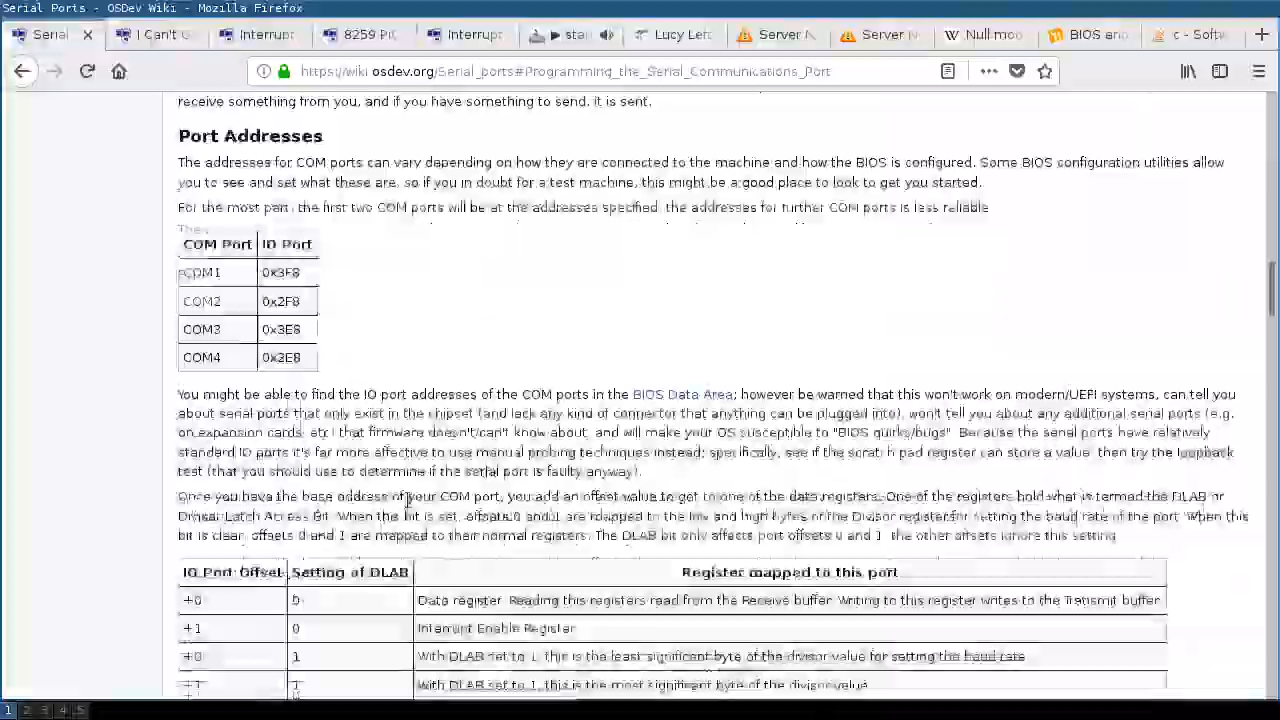 Serial Ports - OSDev Wiki - Mozilla Firefox
Serial
I Can't G
Interrupt
8259 PIC
Interrupt
Lucy Left
Server N
Server N
Null mo
BIOS and
c - Softw
https://wiki.osdev.org/Serial_ports#Programming_the_Serial_Communications_Port
receive something from you, and if you have something to send, it is sent.
Port Addresses
The addresses for COM ports can vary depending on how they are connected to the machine and how the BIOS is configured. Some BIOS configuration utilities allow
you to see and set what these are, so if you in doubt for a test machine, this might be a good place to look to get you started.
For the most part, the first two COM ports will be at the addresses specified, the addresses for further COM ports is less reliable
COM Port IO Port
COM1 0x3F8
COM2 0x2F8
COM3 0x3E8
COM4 0x2E8
You might be able to find the IO port addresses of the COM ports in the BIOS Data Area; however be warned that this won't work on modern/UEFI systems, can tell you
about serial ports that only exist in the chipset (and lack any kind of connector that anything can be plugged into), won't tell you about any additional serial ports (e.g.
on expansion cards, etc) that firmware doesn't/can't know about, and will make your OS susceptible to "BIOS quirks/bugs". Because the serial ports have relatively
standard IO ports it's far more effective to use manual probing techniques instead; specifically, see if the scratch pad register can store a value, then try the loopback
test (that you should use to determine if the serial port is faulty anyway).
Once you have the base address of your COM port, you add an offset value to get to one of the data registers. One of the registers hold what is termed the DLAB or
Divisor Latch Access Bit. When the bit is set, offsets 0 and 1 are mapped to the low and high bytes of the Divisor register for setting the baud rate of the port. When this
bit is clear, offsets 0 and 1 are mapped to their normal registers. The DLAB bit only affects port offsets 0 and 1, the other offsets ignore this setting
IO Port Offset Setting of DLAB Register mapped to this port
+0 0 Data register. Reading this registers read from the Receive buffer. Writing to this register writes to the Transmit buffer.
+1 0 Interrupt Enable Register
+0 1 With DLAB set to 1, this is the least significant byte of the divisor value for setting the baud rate
+1 1 With DLAB set to 1, this is the most significant byte of the divisor value
1 2 3 4 5